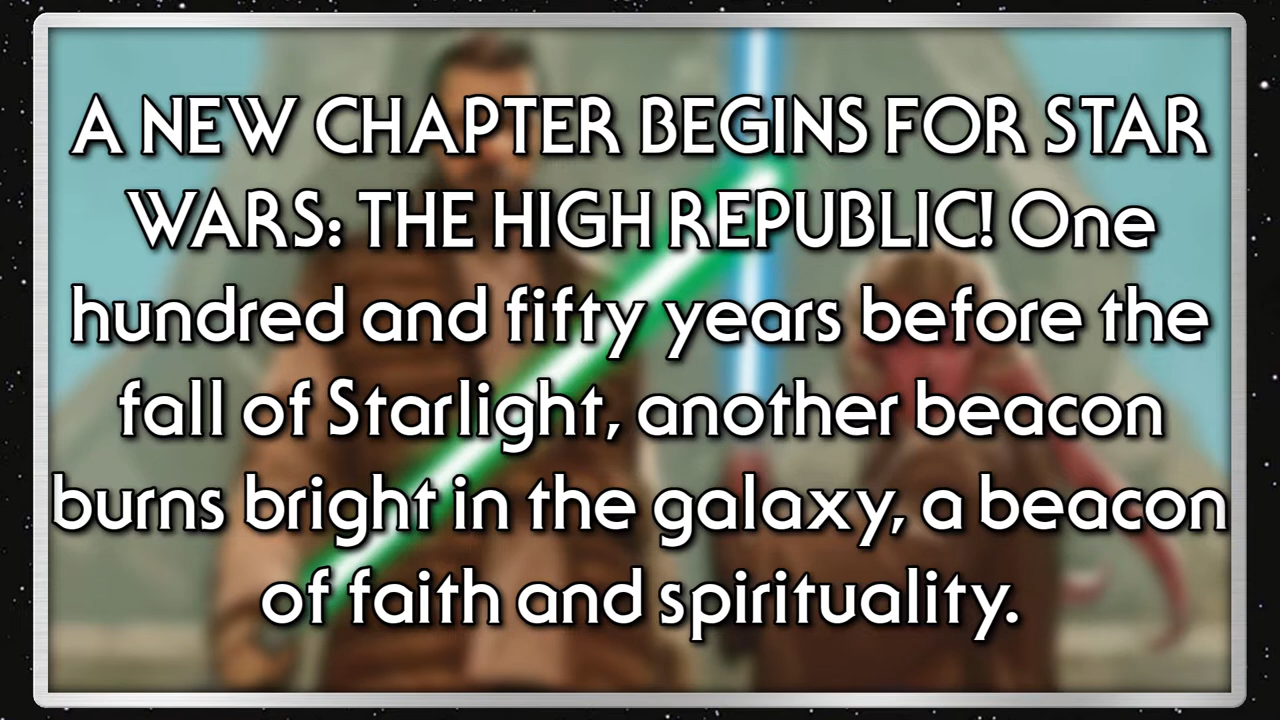 A NEW CHAPTER BEGINS FOR STAR
WARS: THE HIGH REPUBLIC! One
hundred and fifty years before the
fall of Starlight, another beacon
burns bright in the galaxy, a beacon
of faith and spirituality.